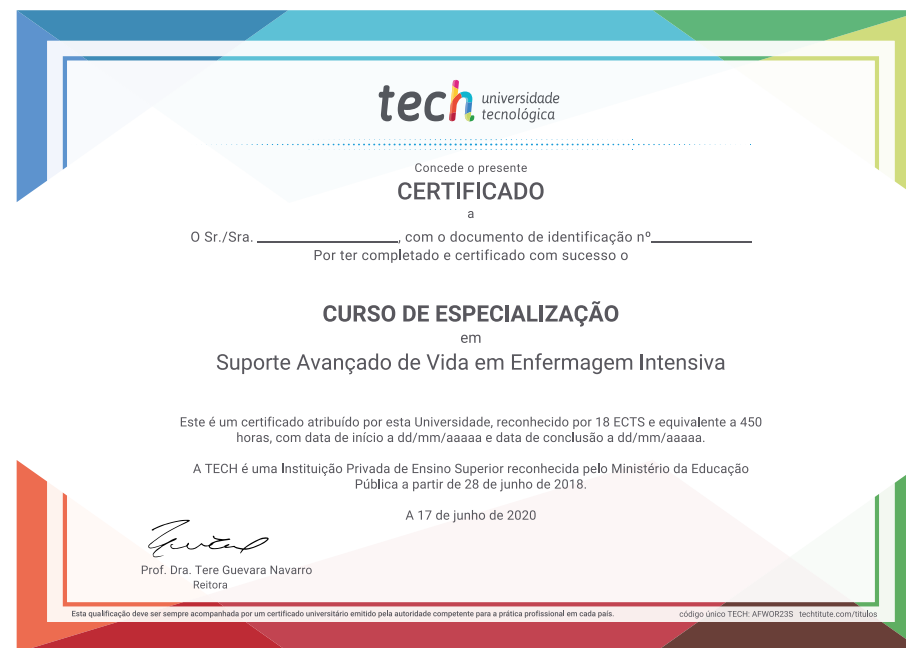 tech universidade
tecnológica
Concede o presente
CERTIFICADO
a
O Sr./Sra. ____________________, com o documento de identificação nº______________
Por ter completado e certificado com sucesso o
CURSO DE ESPECIALIZAÇÃO
em
Suporte Avançado de Vida em Enfermagem Intensiva
Este é um certificado atribuído por esta Universidade, reconhecido por 18 ECTS e equivalente a 450
horas, com data de início a dd/mm/aaaaa e data de conclusão a dd/mm/aaaaa.
A TECH é uma Instituição Privada de Ensino Superior reconhecida pelo Ministério da Educação
Pública a partir de 28 de junho de 2018.
A 17 de junho de 2020
Prof. Dra. Tere Guevara Navarro
Reitora
Esta qualificação deve ser sempre acompanhada por um certificado universitário emitido pela autoridade competente para a prática profissional em cada país.
código único TECH: AFWOR23S techtitute.com/titulos